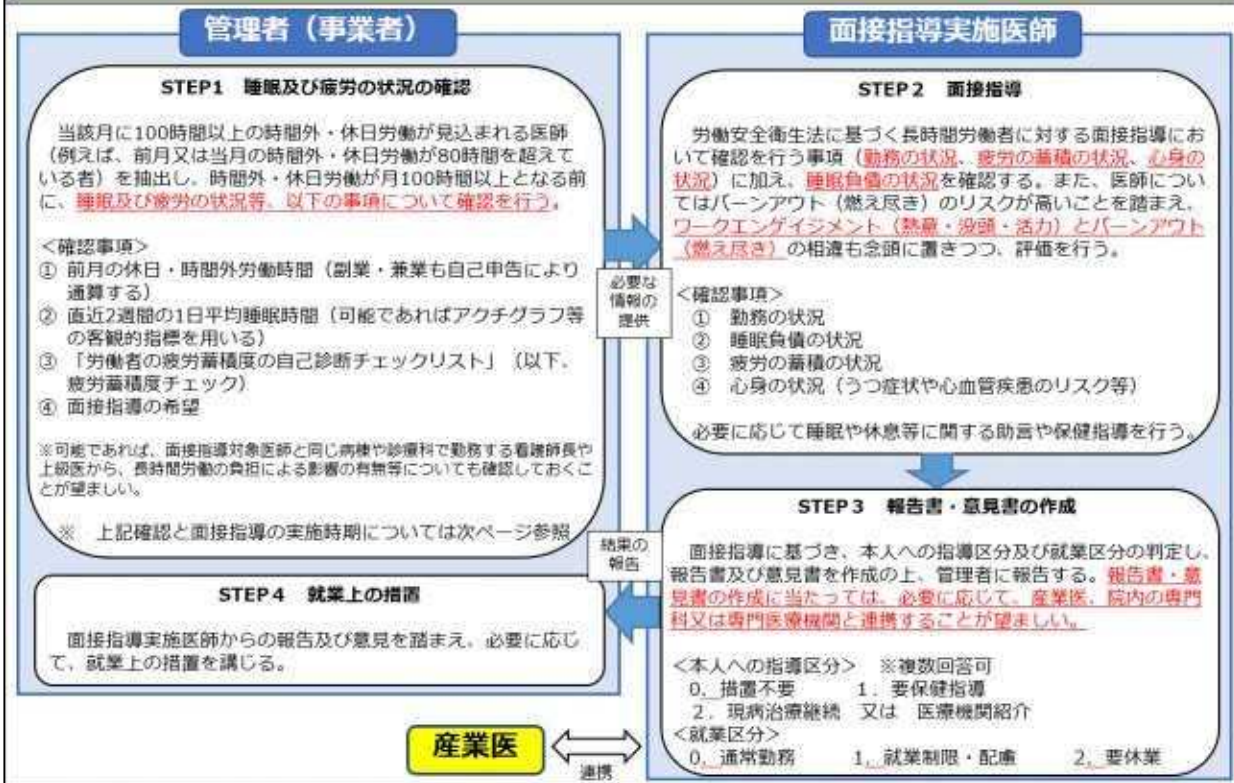 管理者（事業者）
STEP1　睡眠及び疲労の状況の確認
当該月に100時間以上の時間外・休日労働が見込まれる医師
（例えば、前月又は当月の時間外・休日労働が80時間を超えて
いる者）を抽出し、時間外・休日労働が月100時間以上となる前
に、睡眠及び疲労の状況等、以下の事項について確認を行う。
＜確認事項＞
① 前月の休日・時間外労働時間（副業・兼業も自己申告により
通算する）
② 直近2週間の1日平均睡眠時間（可能であればアクチグラフ等
の客観的指標を用いる）
③ 「労働者の疲労蓄積度の自己診断チェックリスト」（以下、
疲労蓄積度チェック）
④ 面接指導の希望
※可能であれば、面接指導対象医師と同じ病棟や診療科で勤務する看護師長や
上級医から、長時間労働の負担による影響の有無等についても確認しておくこ
とが望ましい。
※　上記確認と面接指導の実施時期については次ページ参照
必要な
情報の
提供
面接指導実施医師
STEP２　面接指導
労働安全衛生法に基づく長時間労働者に対する面接指導にお
いて確認を行う事項（勤務の状況、疲労の蓄積の状況、心身の
状況）に加え、睡眠負債の状況を確認する。また、医師につい
てはバーンアウト（燃え尽き）のリスクが高いことを踏まえ、
ワークエンゲイジメント（熱意・没頭・活力）とバーンアウト
（燃え尽き）の相違も念頭に置きつつ、評価を行う。
＜確認事項＞
①　勤務の状況
②　睡眠負債の状況
③　疲労の蓄積の状況
④　心身の状況（うつ症状や心血管疾患のリスク等）
必要に応じて睡眠や休息等に関する助言や保健指導を行う。
STEP３　報告書・意見書の作成
面接指導に基づき、本人への指導区分及び就業区分の判定し、
報告書及び意見書を作成の上、管理者に報告する。報告書・意
見書の作成に当たっては、必要に応じて、産業医、院内の専門
科又は専門医療機関と連携することが望ましい。
＜本人への指導区分＞　※複数回答可
０．措置不要　　１．要保健指導
２．現病治療継続　又は　医療機関紹介
＜就業区分＞
０．通常勤務　　１．就業制限・配慮　　２．要休業
結果の
報告
STEP４　就業上の措置
面接指導実施医師からの報告及び意見を踏まえ、必要に応じ
て、就業上の措置を講じる。
産業医
連携